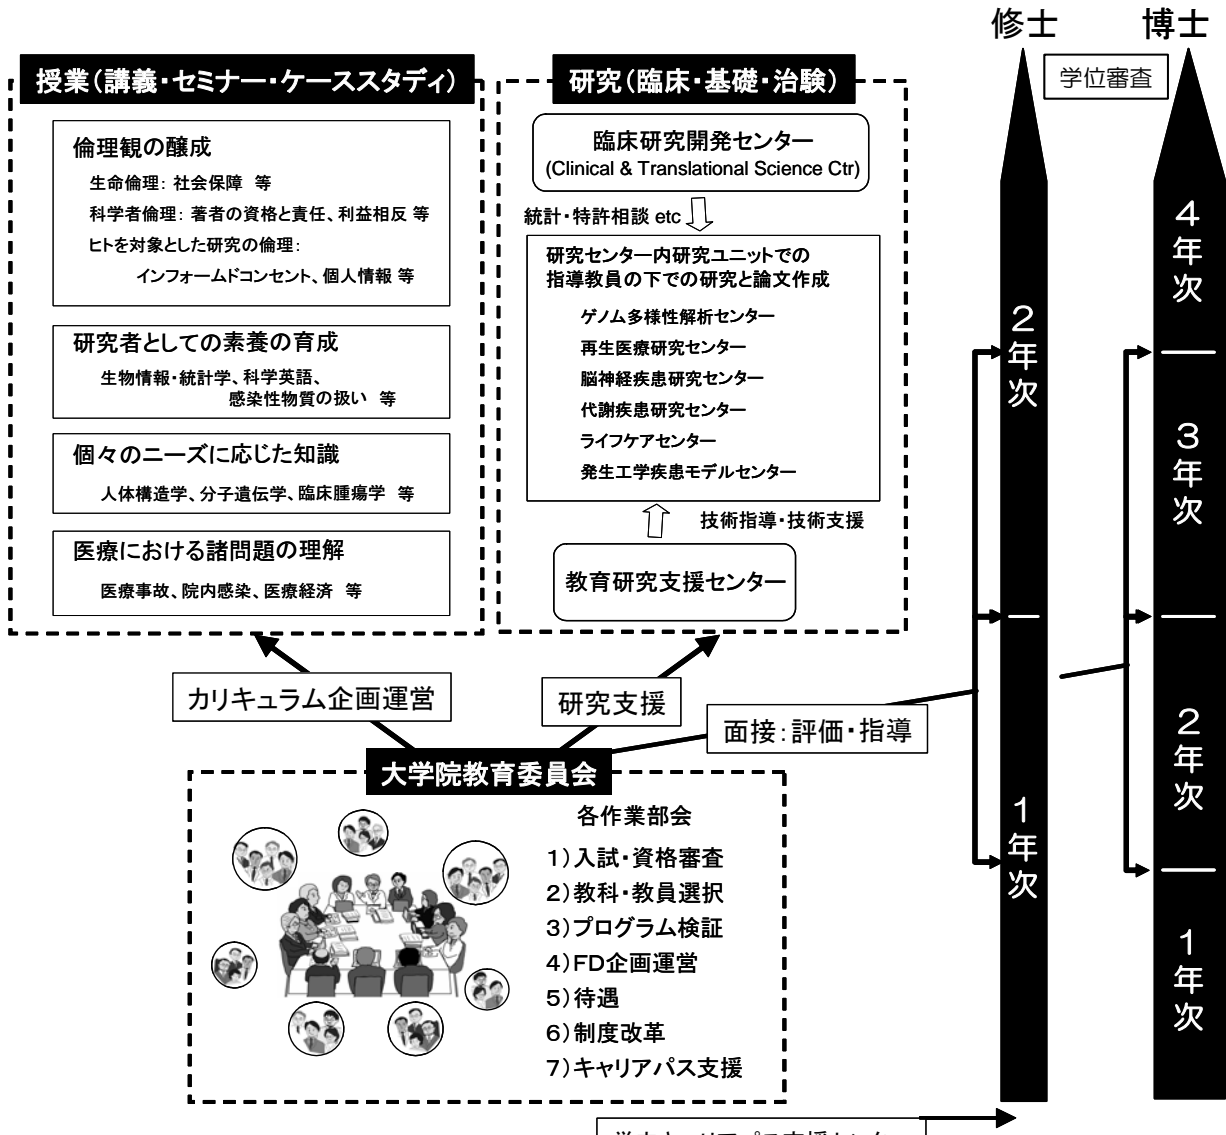 修士
博士
学位審査
授業(講義・セミナー・ケーススタディ)
倫理観の醸成
生命倫理：社会保障 等
科学者倫理：著者の資格と責任、利益相反 等
ヒトを対象とした研究の倫理：
インフォームドコンセント、個人情報 等
研究者としての素養の育成
生物情報・統計学、科学英語、
感染性物質の扱い 等
個々のニーズに応じた知識
人体構造学、分子遺伝学、臨床腫瘍学 等
医療における諸問題の理解
医療事故、院内感染、医療経済 等
研究(臨床・基礎・治験)
臨床研究開発センター
(Clinical & Translational Science Ctr)
統計・特許相談 etc
研究センター内研究ユニットでの
指導教員の下での研究と論文作成
ゲノム多様性解析センター
再生医療研究センター
脳神経疾患研究センター
代謝疾患研究センター
ライフケアセンター
発生工学疾患モデルセンター
技術指導・技術支援
教育研究支援センター
カリキュラム企画運営
研究支援
面接：評価・指導
大学院教育委員会
各作業部会
1)入試・資格審査
2)教科・教員選択
3)プログラム検証
4)FD企画運営
5)待遇
6)制度改革
7)キャリアパス支援
2年次
1年次
4年次
3年次
2年次
1年次